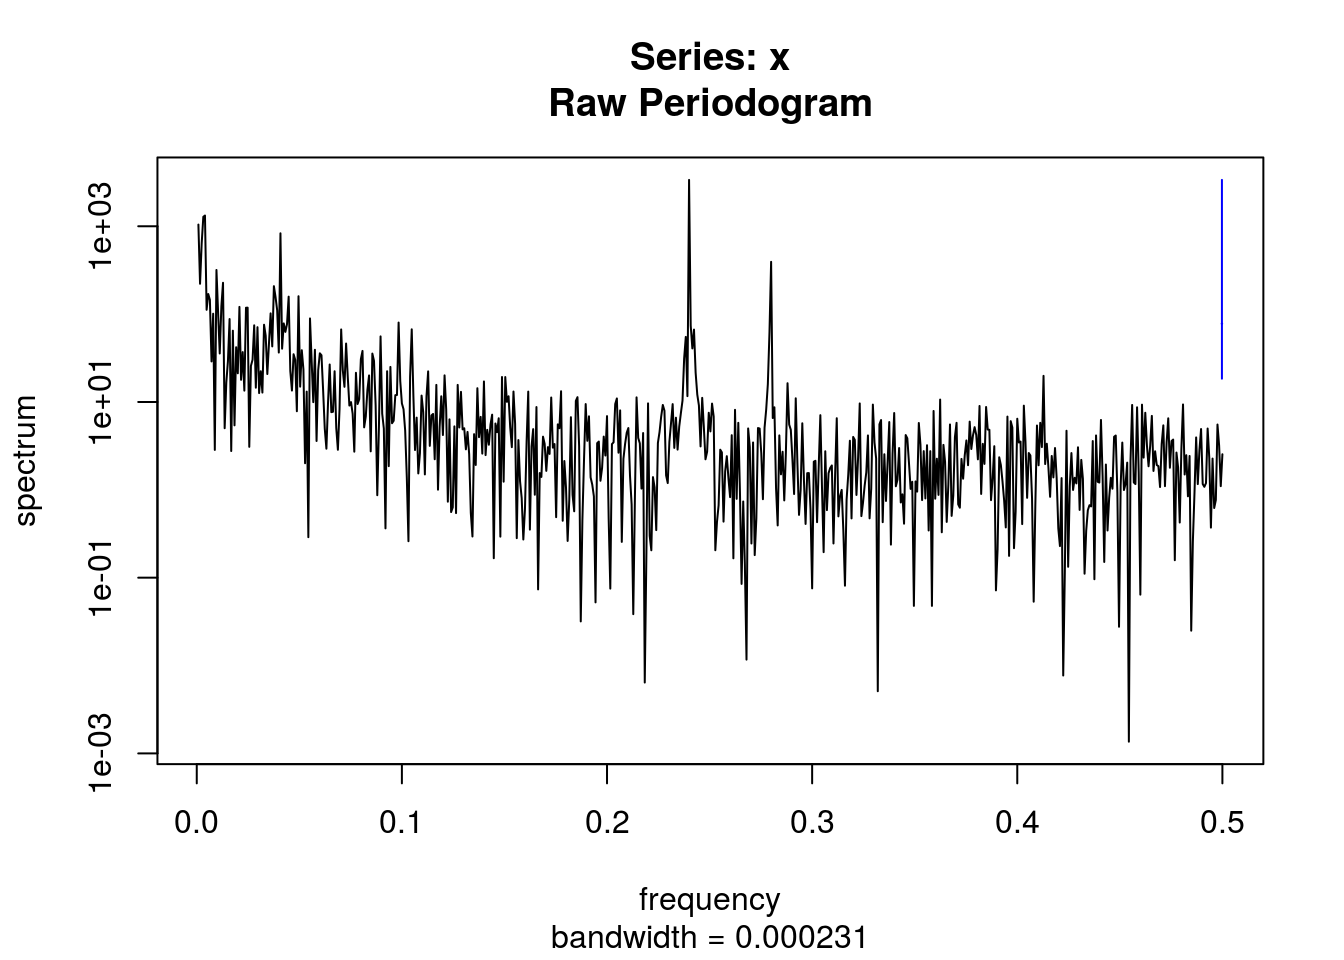 Series: x
Raw Periodogram
spectrum
1e+03
1e+01
1e-01
1e-03
0.0 0.1 0.2 0.3 0.4 0.5
frequency
bandwidth = 0.000231